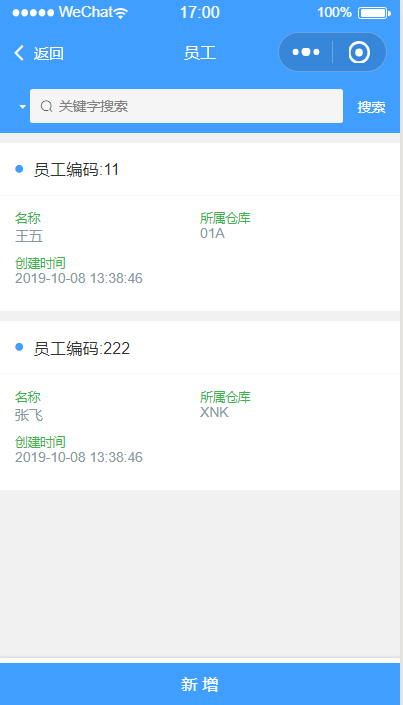 WeChat 17:00 100%
返回 员工
关键字搜索 搜索
员工编码:11
名称 所属仓库
王五 01A
创建时间
2019-10-08 13:38:46
员工编码:222
名称 所属仓库
张飞 XNK
创建时间
2019-10-08 13:38:46
新增